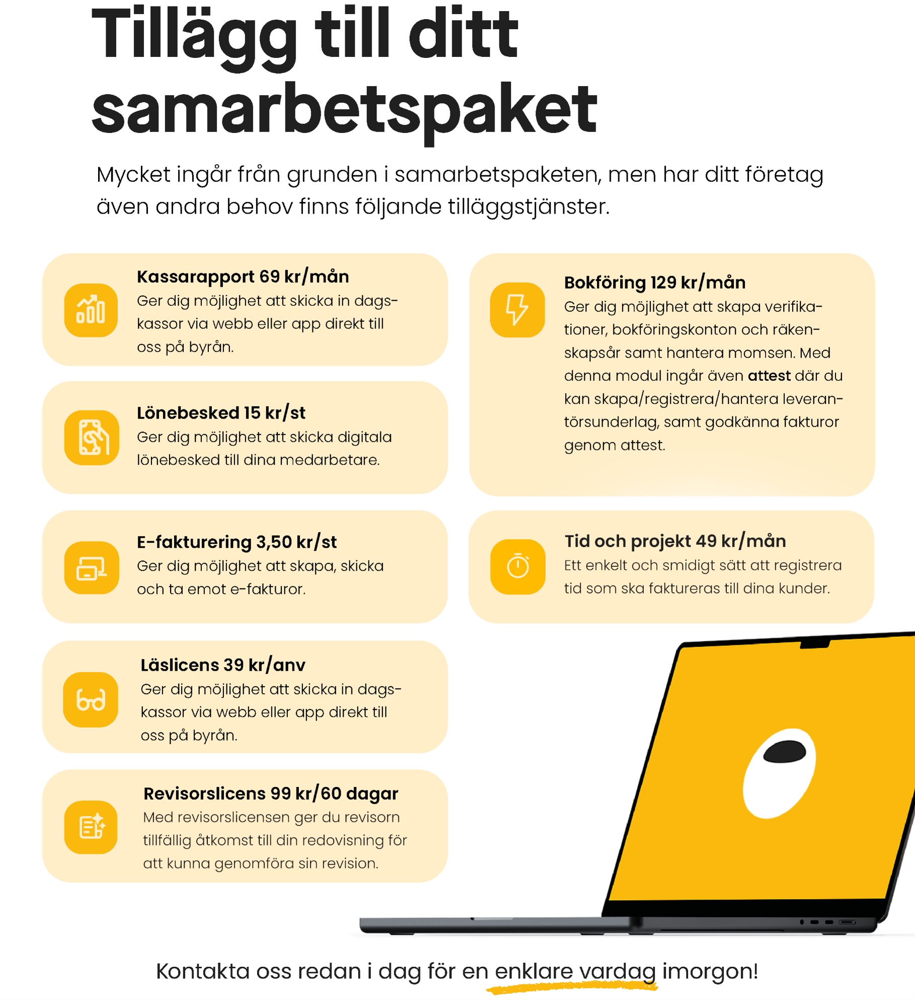 Tillägg till ditt
samarbetspaket
Mycket ingår från grunden i samarbetspaketen, men har ditt företag
även andra behov finns följande tilläggstjänster.
Kassarapport 69 kr/mån
Ger dig möjlighet att skicka in dags-
kassor via webb eller app direkt till
oss på byrån.
Lönebesked 15 kr/st
Ger dig möjlighet att skicka digitala
lönebesked till dina medarbetare.
E-fakturering 3,50 kr/st
Ger dig möjlighet att skapa, skicka
och ta emot e-fakturor.
Läslicens 39 kr/anv
Ger dig möjlighet att skicka in dags-
kassor via webb eller app direkt till
oss på byrån.
Revisorslicens 99 kr/60 dagar
Med revisorslicensen ger du revisorn
tillfällig åtkomst till din redovisning för
att kunna genomföra sin revision.
Bokföring 129 kr/mån
Ger dig möjlighet att skapa verifika-
tioner, bokföringskonton och räken-
skapsår samt hantera momsen. Med
denna modul ingår även attest där du
kan skapa/registrera/hantera leveran-
törsunderlag, samt godkänna fakturor
genom attest.
Tid och projekt 49 kr/mån
Ett enkelt och smidigt sätt att registrera
tid som ska faktureras till dina kunder.
Kontakta oss redan i dag för en enklare vardag imorgon!